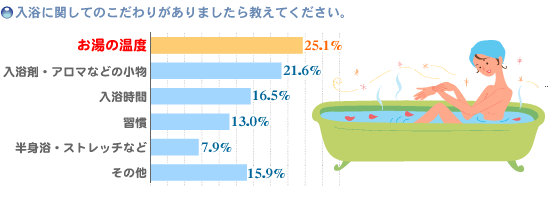 入浴に関してのこだわりがありましたら教えてください。
お湯の温度 25.1%
入浴剤・アロマなどの小物 21.6%
入浴時間 16.5%
習慣 13.0%
半身浴・ストレッチなど 7.9%
その他 15.9%